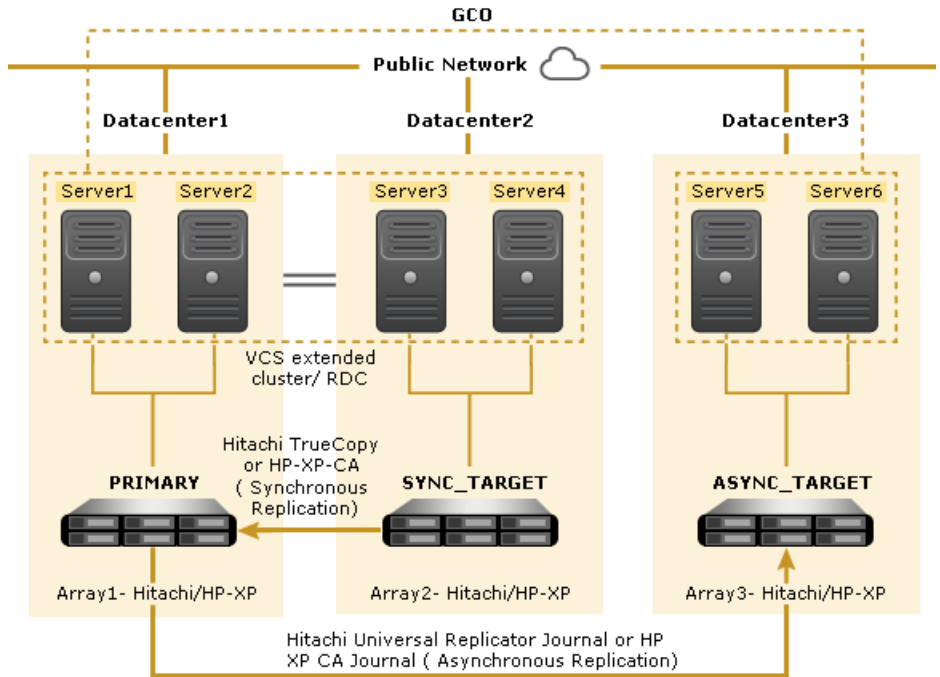 GCO
Public Network
Datacenter1
Datacenter2
Datacenter3
Server1
Server2
Server3
Server4
Server5
Server6
VCS extended
cluster/ RDC
Hitachi TrueCopy
or HP-XP-CA
( Synchronous
Replication)
PRIMARY
SYNC_TARGET
ASYNC_TARGET
Array1- Hitachi/HP-XP
Array2- Hitachi/HP-XP
Array3- Hitachi/HP-XP
Hitachi Universal Replicator Journal or HP
XP CA Journal ( Asynchronous Replication)